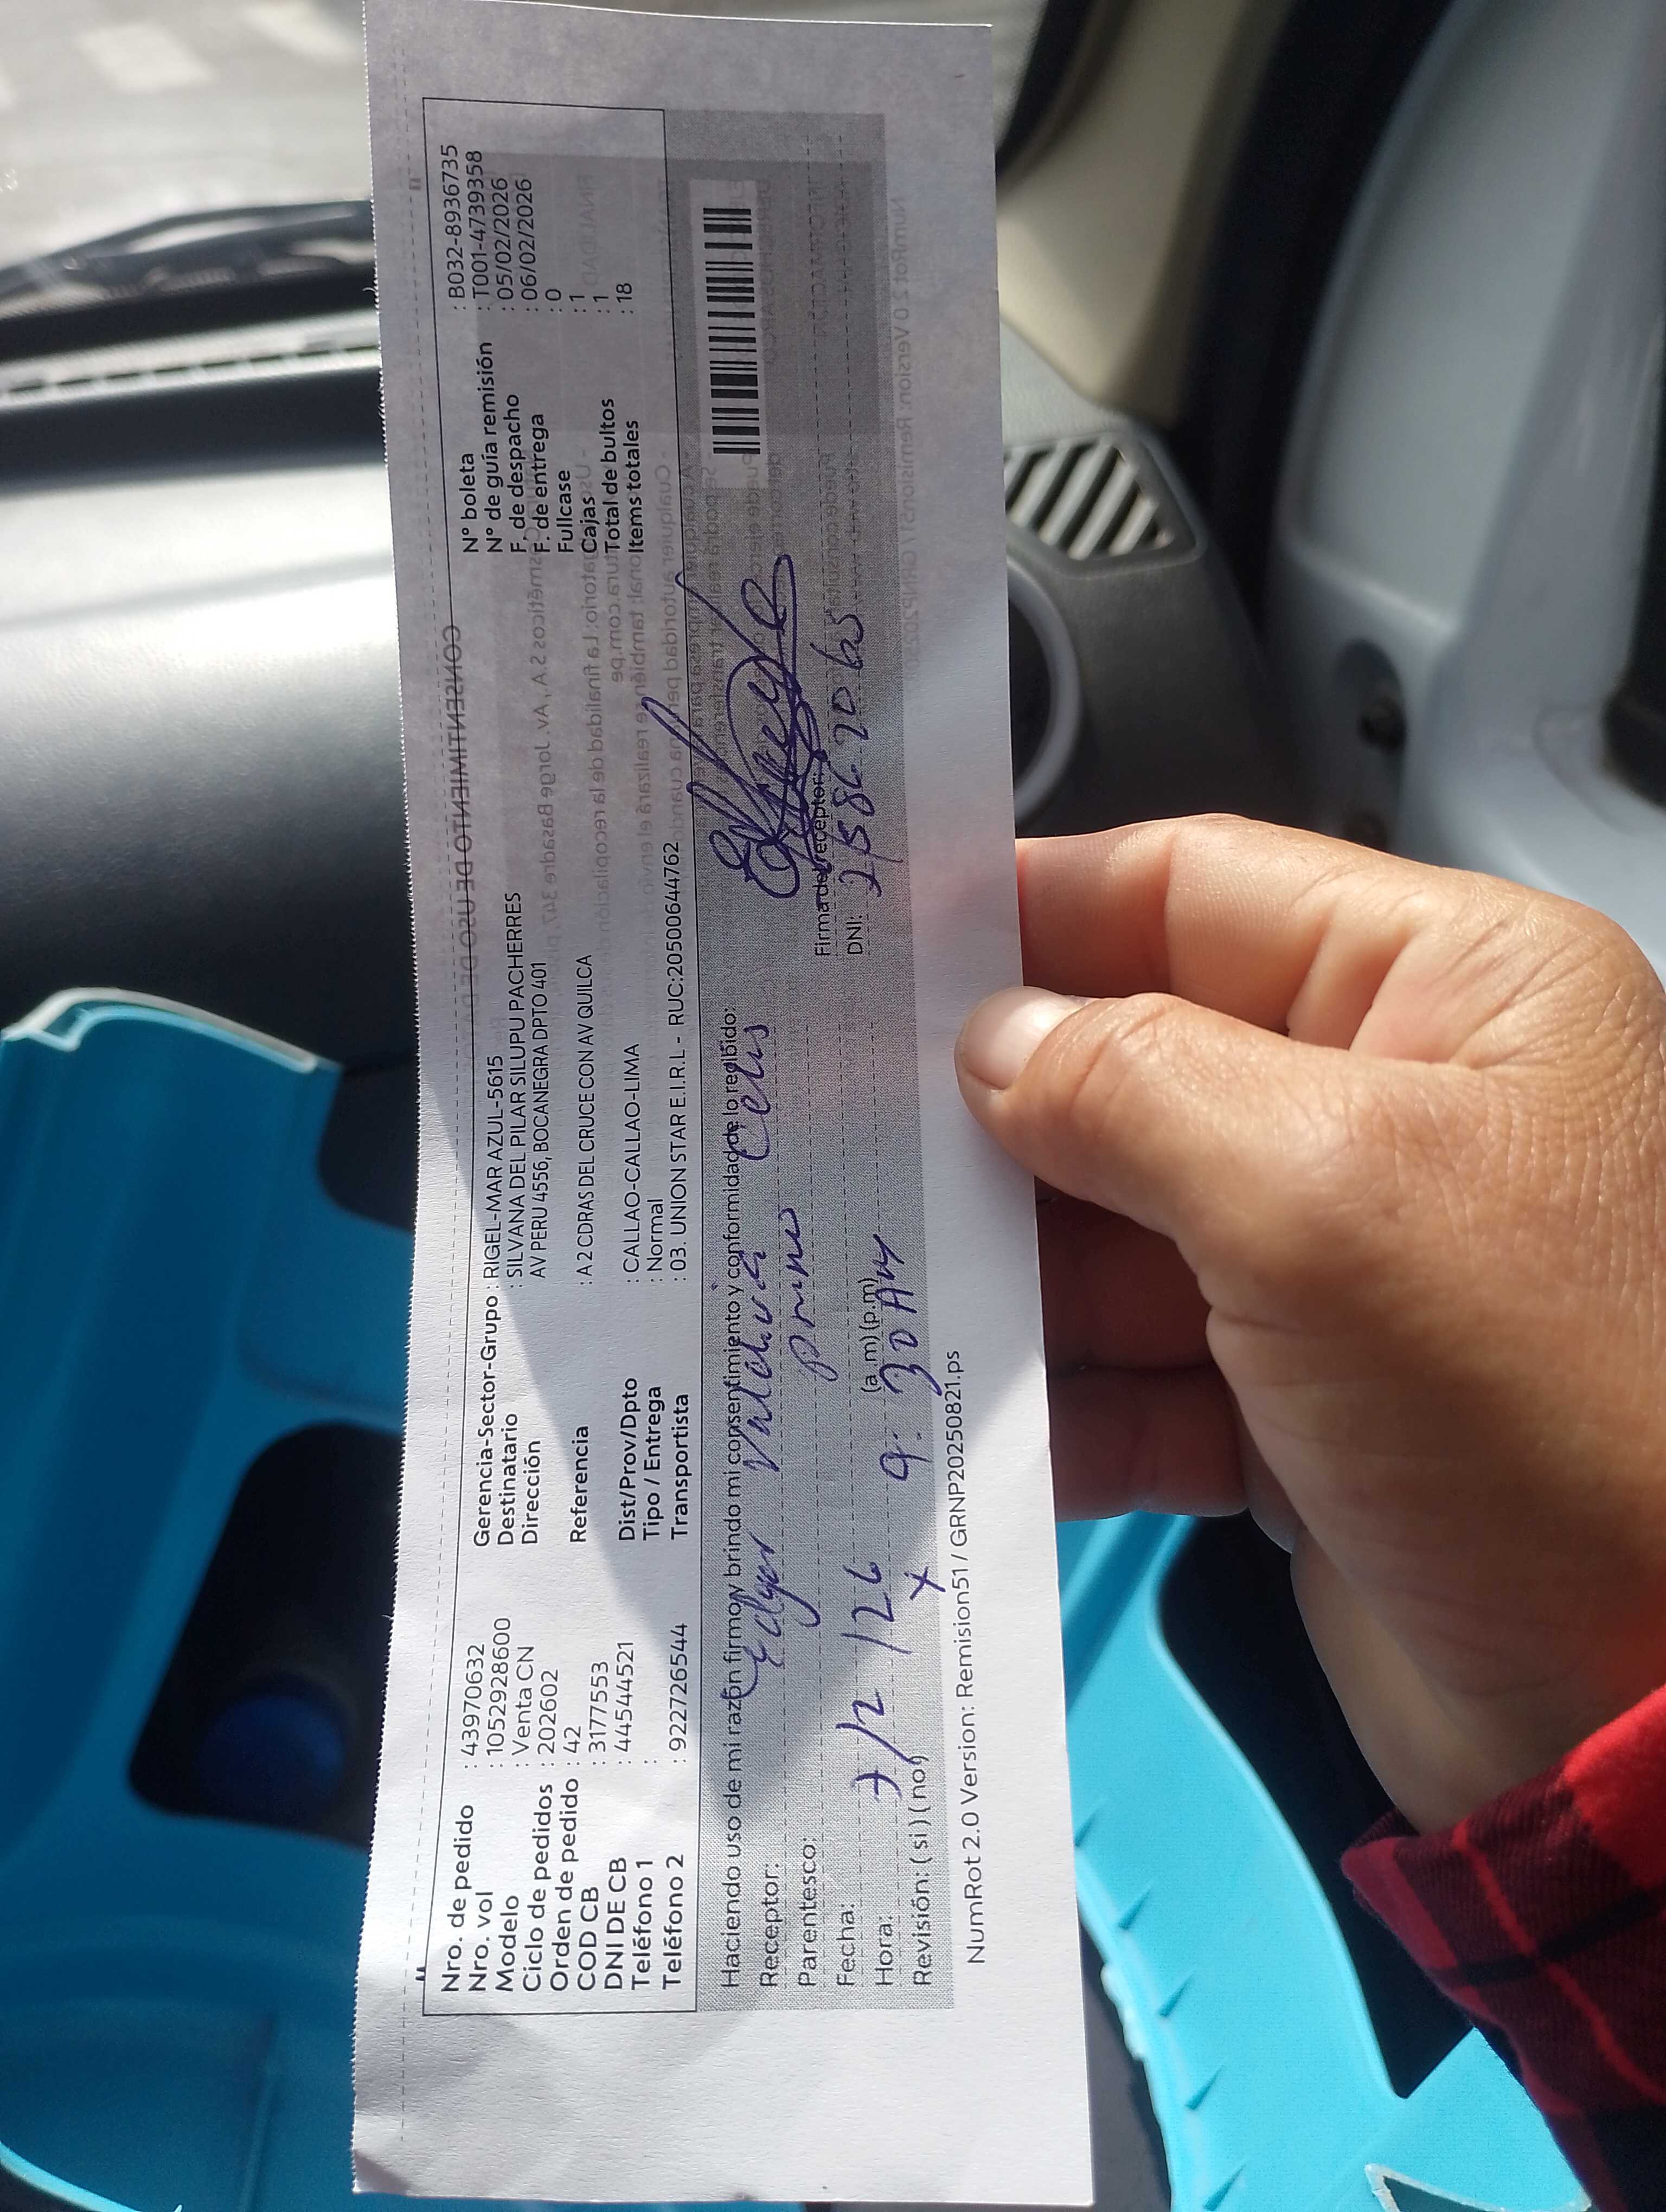 Nro. de pedido : 43970632
Nro. vol : 1052928600
Modelo : Venta CN
Ciclo de pedidos : 202602
Orden de pedido : 42
COD CB : 3177553
DNI DE CB : 44544521
Teléfono 1 :
Teléfono 2 : 922726544
Gerencia-Sector-Grupo : RIGEL-MAR AZUL-5615
Destinatario : SILVANA DEL PILAR SILUPU PACHERRES
Dirección AV PERU 4556, BOCANEGRA DPTO 401
Referencia : A 2 CDRAS DEL CRUCE CON AV QUILCA
Dist/Prov/Dpto : CALLAO-CALLAO-LIMA
Tipo / Entrega : Normal
Transportista : 03. UNION STAR E.I.R.L - RUC:20500644762
N° boleta : B032-8936735
N° de guía remisión : T001-4739358
F. de despacho : 05/02/2026
F. de entrega : 06/02/2026
Fullcase : 0
Cajas : 1
Total de bultos : 1
Items totales : 18
Haciendo uso de mi razón firmo y brindo mi consentimiento y conformidad de lo recibido:
Receptor: Edgar
Parentesco: primo
Fecha: 7/2/26
(a.m) (p.m)
Hora: 9:30 AM
Revisión: ( si ) ( no ) x
Firma del receptor:
DNI:
NumRot 2.0 Version: Remision51 / GRNP20250821.ps
CONSENTIMIENTO DE USO DE